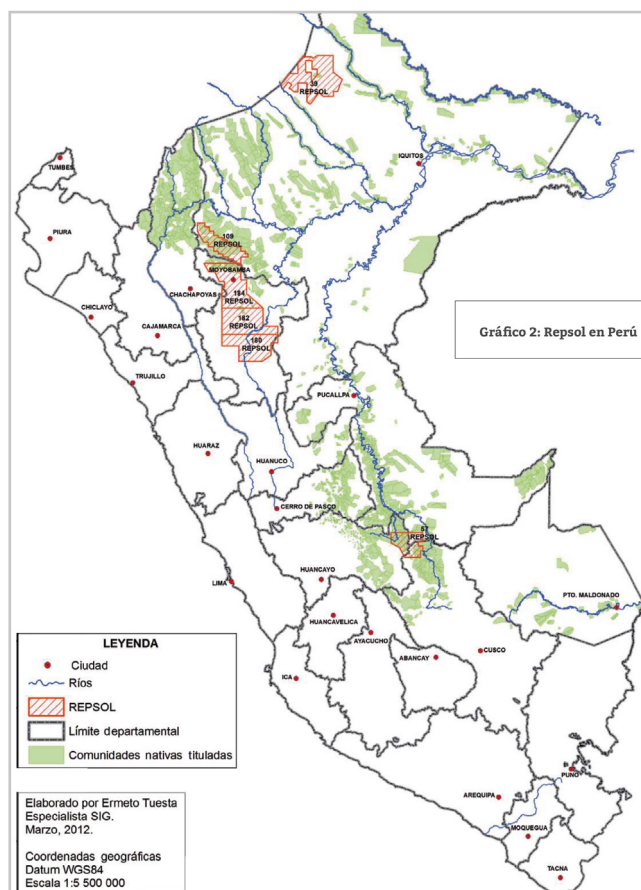 39
REPSOL
IQUITOS
TUMBES
PIURA
109
REPSOL
MOYOBAMBA
CHACHAPOYAS
184
REPSOL
CHICLAYO
182
REPSOL
CAJAMARCA
180
REPSOL
Gráfico 2: Repsol en Perú
TRUJILLO
PUCALLPA
HUARAZ
HUANUCO
CERRO DE PASCO
57
REPSOL
LIMA
HUANCAYO
PTO. MALDONADO
HUANCAVELICA
AYACUCHO
ABANCAY
CUSCO
ICA
PUNO
AREQUIPA
MOQUEGUA
TACNA
LEYENDA
Ciudad
Ríos
REPSOL
Límite departamental
Comunidades nativas tituladas
Elaborado por Ermeto Tuesta
Especialista SIG.
Marzo, 2012.
Coordenadas geográficas
Datum WGS84
Escala 1:5 500 000